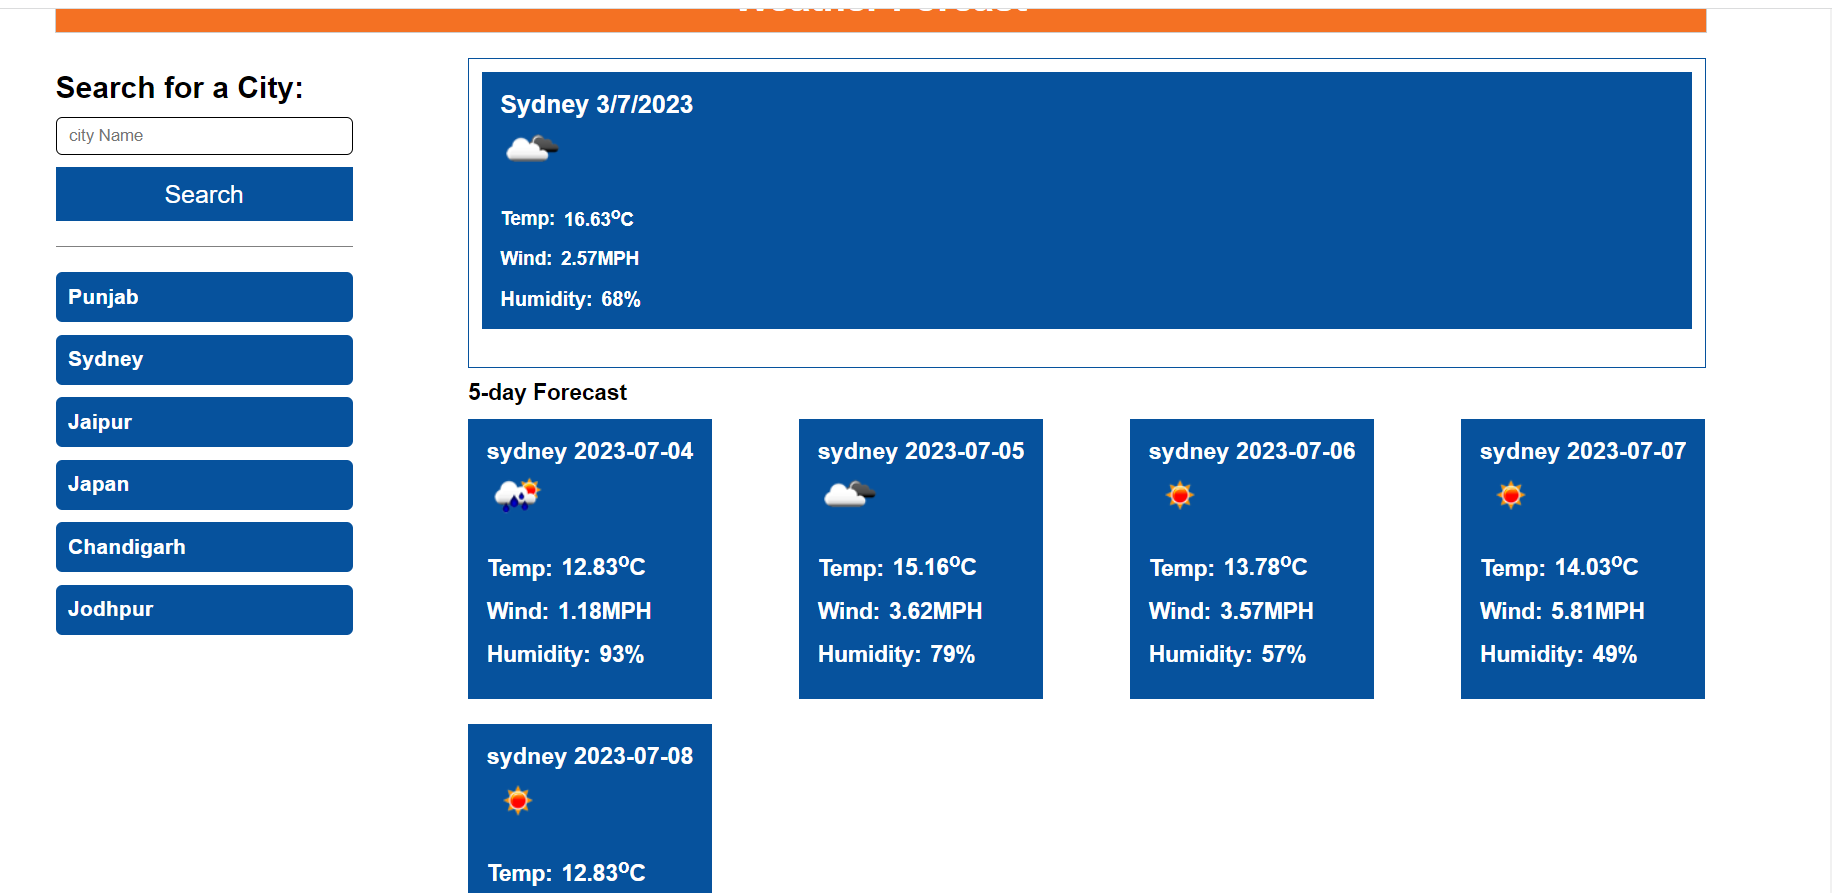 Search for a City:
city Name
Search
Punjab
Sydney
Jaipur
Japan
Chandigarh
Jodhpur
Sydney 3/7/2023
Temp: 16.63°C
Wind: 2.57MPH
Humidity: 68%
5-day Forecast
sydney 2023-07-04
Temp: 12.83°C
Wind: 1.18MPH
Humidity: 93%
sydney 2023-07-05
Temp: 15.16°C
Wind: 3.62MPH
Humidity: 79%
sydney 2023-07-06
Temp: 13.78°C
Wind: 3.57MPH
Humidity: 57%
sydney 2023-07-07
Temp: 14.03°C
Wind: 5.81MPH
Humidity: 49%
sydney 2023-07-08
Temp: 12.83°C